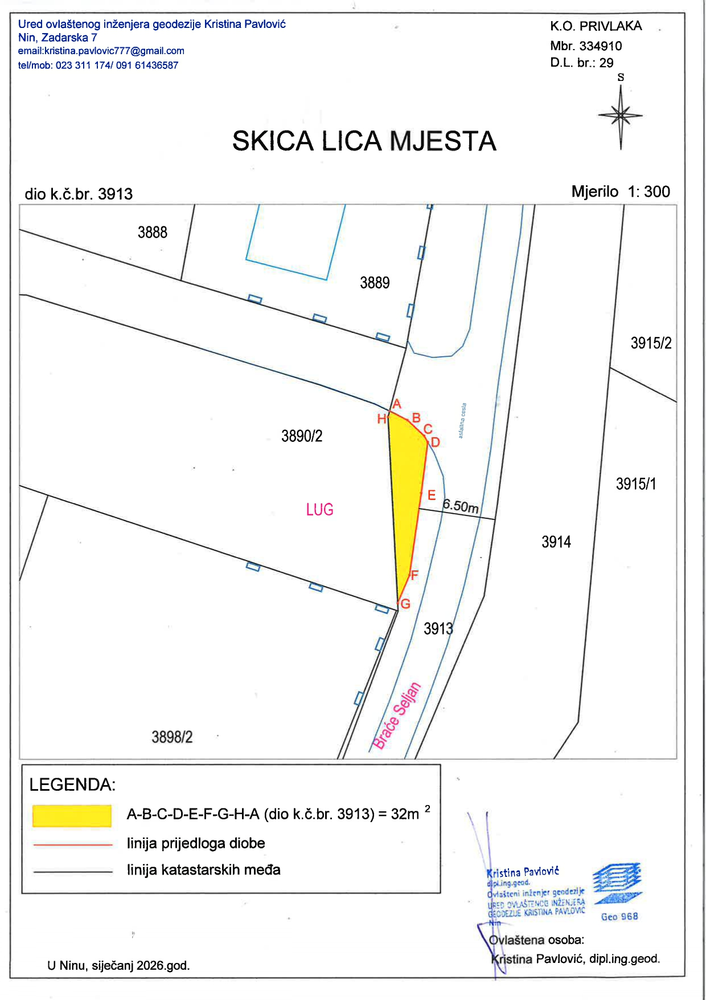 Ured ovlaštenog inženjera geodezije Kristina Pavlović
Nin, Zadarska 7
email:kristina.pavlovic777@gmail.com
tel/mob: 023 311 174/ 091 61436587
K.O. PRIVLAKA
Mbr. 334910
D.L. br.: 29
S
SKICA LICA MJESTA
dio k.č.br. 3913
Mjerilo 1: 300
3888
3889
3915/2
A
H
B
C
D
asfaltna cesta
3890/2
3915/1
E
6.50m
LUG
3914
F
G
3913
Braće Seljan
3898/2
LEGENDA:
A-B-C-D-E-F-G-H-A (dio k.č.br. 3913) = 32m 2
linija prijedloga diobe
linija katastarskih međa
Kristina Pavlović
dipl.ing.geod.
Ovlašteni inženjer geodezije
URED OVLAŠTENOG INŽENJERA
GEODEZIJE KRISTINA PAVLOVIĆ
Nin
Geo 968
Ovlaštena osoba:
Kristina Pavlović, dipl.ing.geod.
U Ninu, siječanj 2026.god.